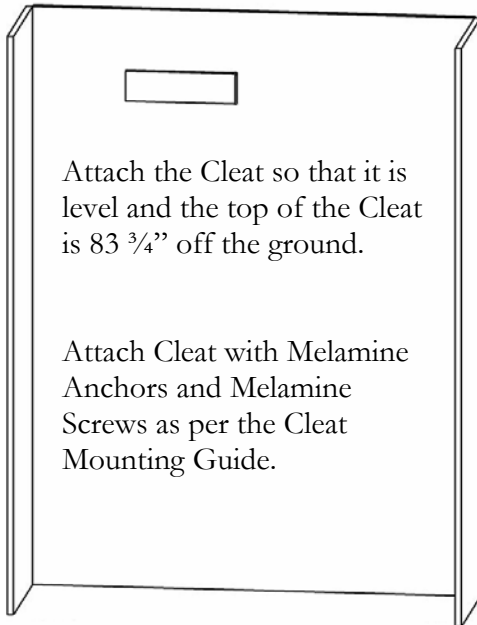 Attach the Cleat so that it is
level and the top of the Cleat
is 83 ¾” off the ground.
Attach Cleat with Melamine
Anchors and Melamine
Screws as per the Cleat
Mounting Guide.